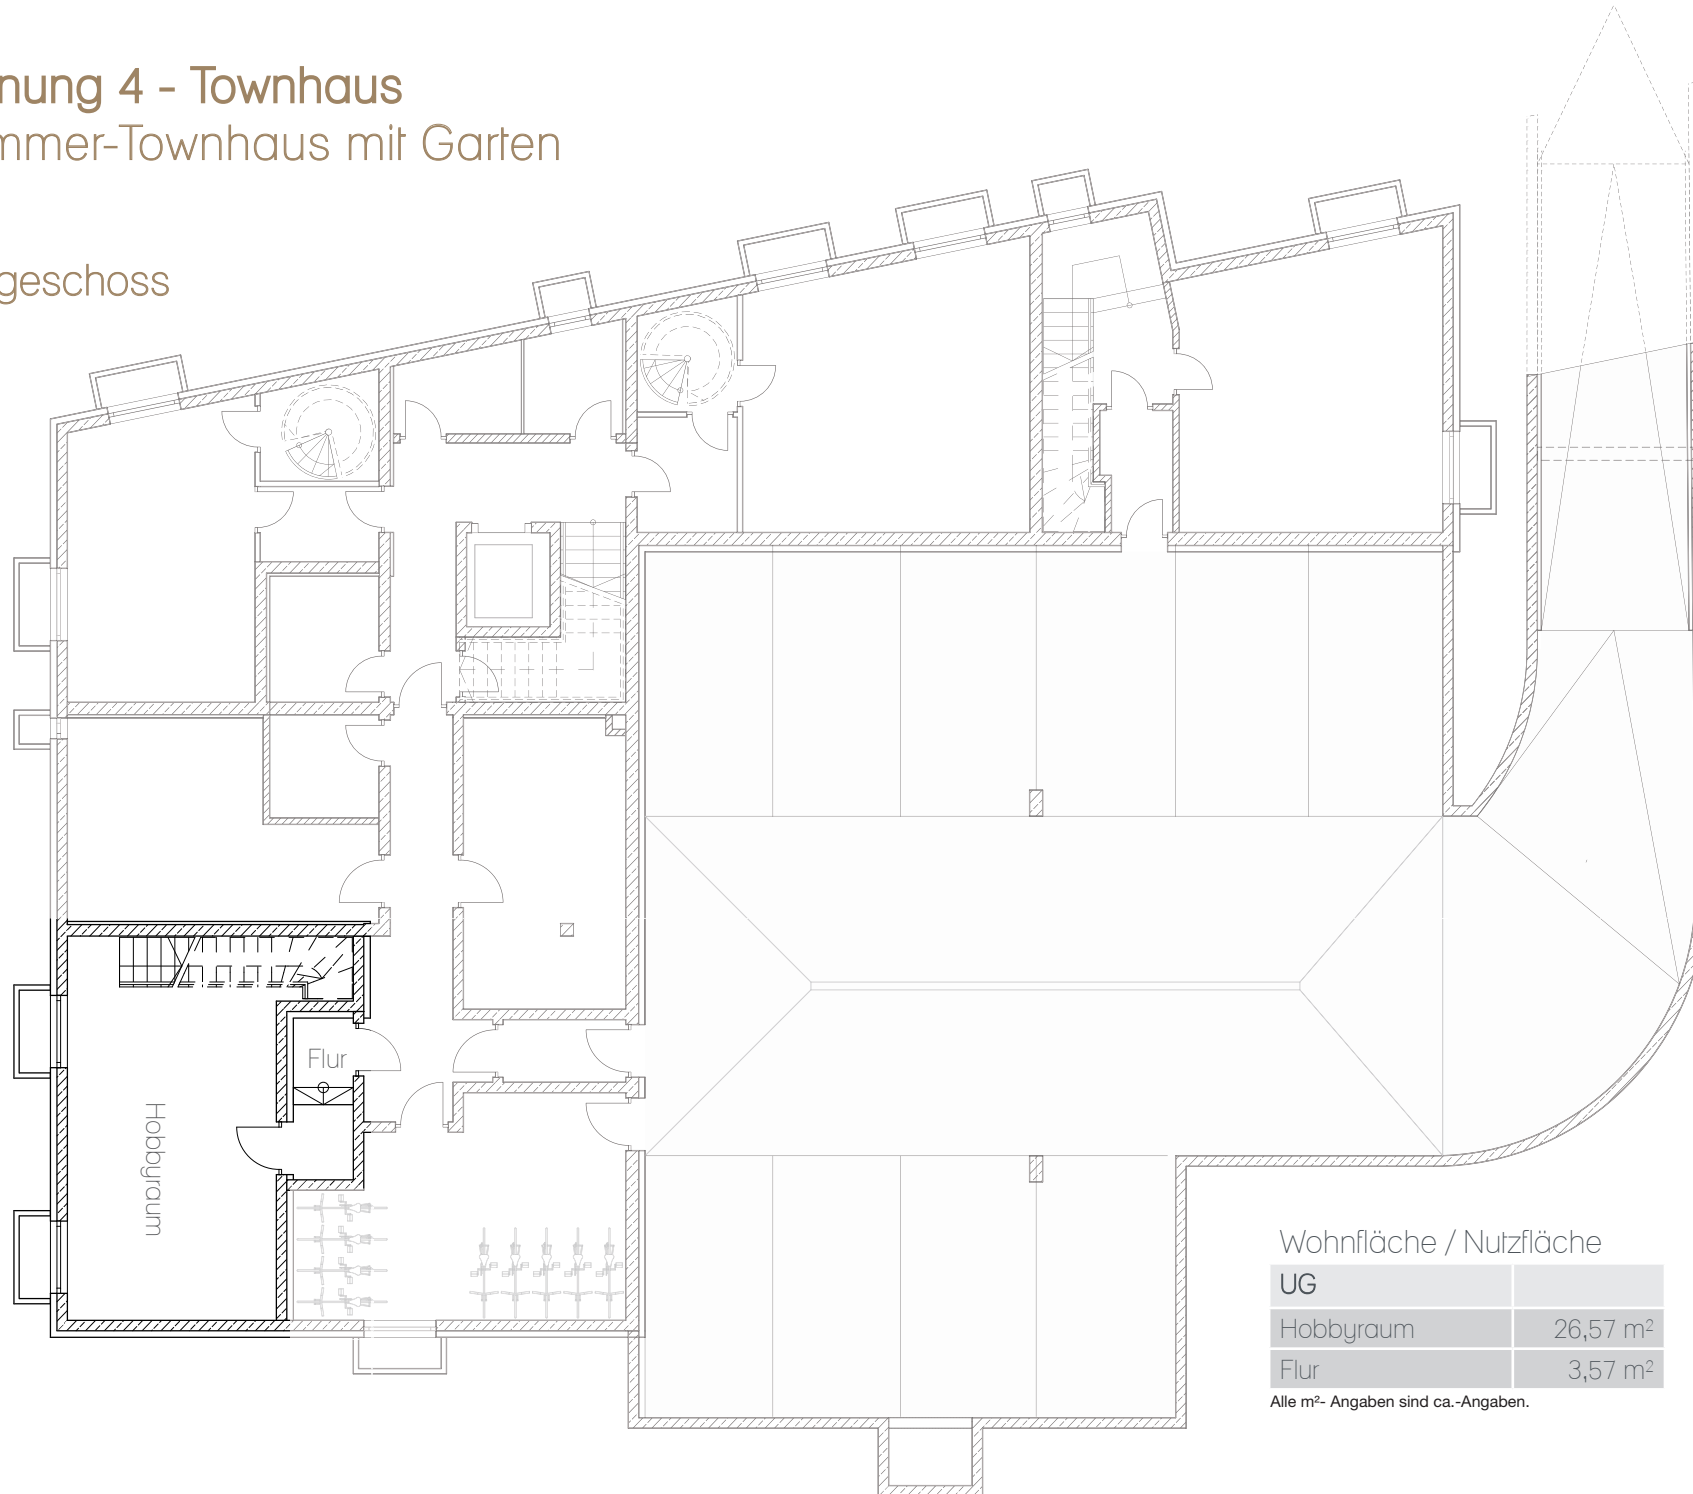 nung 4 - Townhaus
mmer-Townhaus mit Garten
geschoss
Flur
Hobbyraum
Wohnfläche / Nutzfläche
UG
Hobbyraum 26,57 m²
Flur 3,57 m²
Alle m²- Angaben sind ca.-Angaben.